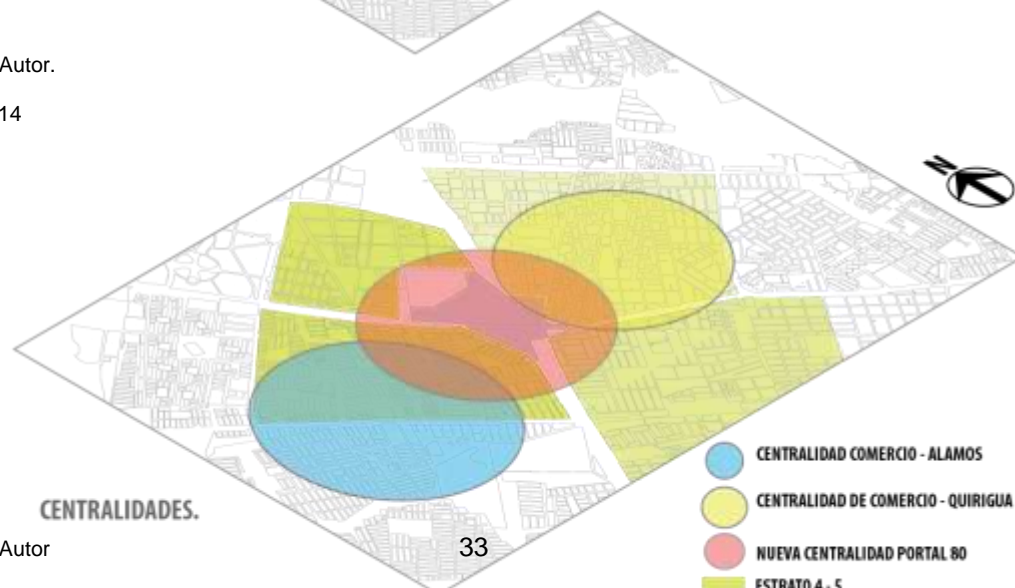 Autor.
14
N
CENTRALIDAD COMERCIO - ALAMOS
CENTRALIDAD DE COMERCIO - QUIRIGUA
NUEVA CENTRALIDAD PORTAL 80
ESTRATO 4 - 5
CENTRALIDADES.
Autor
33